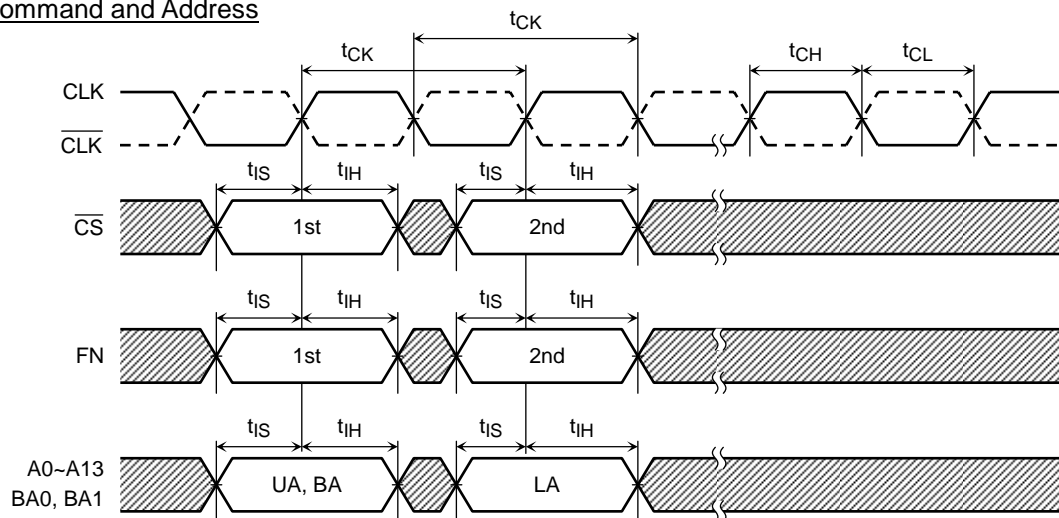 ommand and Address
tCK
tCK
tCH
tCL
CLK
CLK
tIS
tIH
tIS
tIH
CS
1st
2nd
tIS
tIH
tIS
tIH
FN
1st
2nd
tIS
tIH
tIS
tIH
A0~A13
BA0, BA1
UA, BA
LA